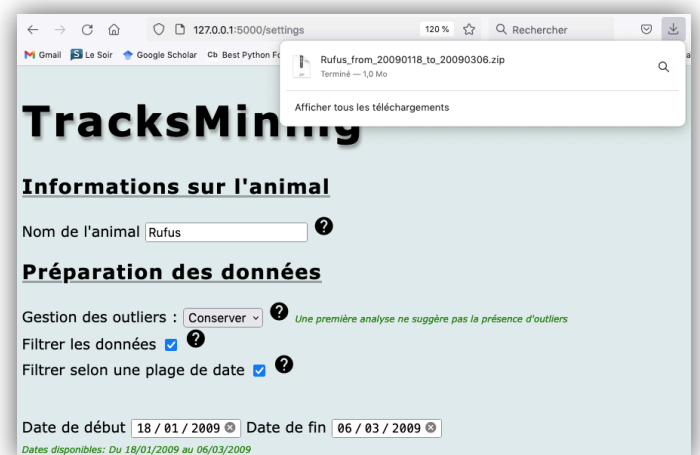 127.0.0.1:5000/settings
120 %
Rechercher
Gmail
Le Soir
Google Scholar
Cb Best Python
Rufus_from_20090118_to_20090306.zip
Terminé — 1,0 Mo
Afficher tous les téléchargements
TracksMining
Informations sur l'animal
Nom de l'animal Rufus ?
Préparation des données
Gestion des outliers : Conserver ? Une première analyse ne suggère pas la présence d'outliers
Filtrer les données ?
Filtrer selon une plage de date ?
Date de début 18 / 01 / 2009 Date de fin 06 / 03 / 2009
Dates disponibles: Du 18/01/2009 au 06/03/2009